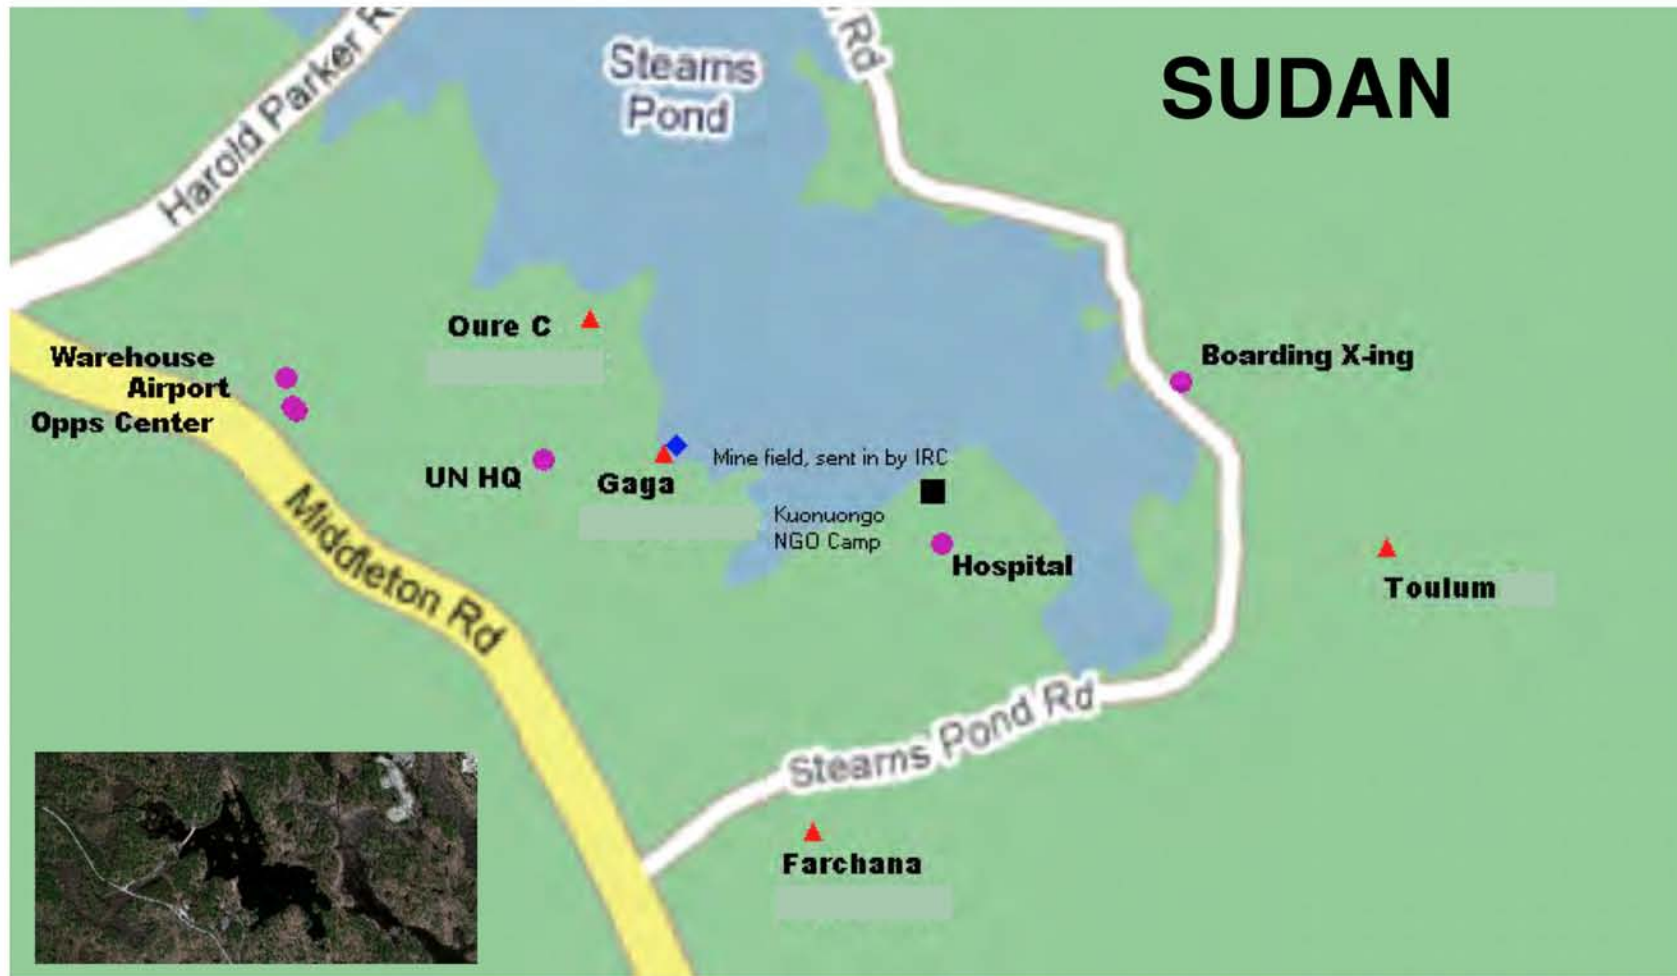 Stearns
Pond
Rd
SUDAN
Harold Parker R
Oure C
Warehouse
Airport
Opps Center
Boarding X-ing
UN HQ
Gaga
Mine field, sent in by IRC
Kuonuongo
NGO Camp
Hospital
Toulum
Middleton Rd
Stearns Pond Rd
Farchana